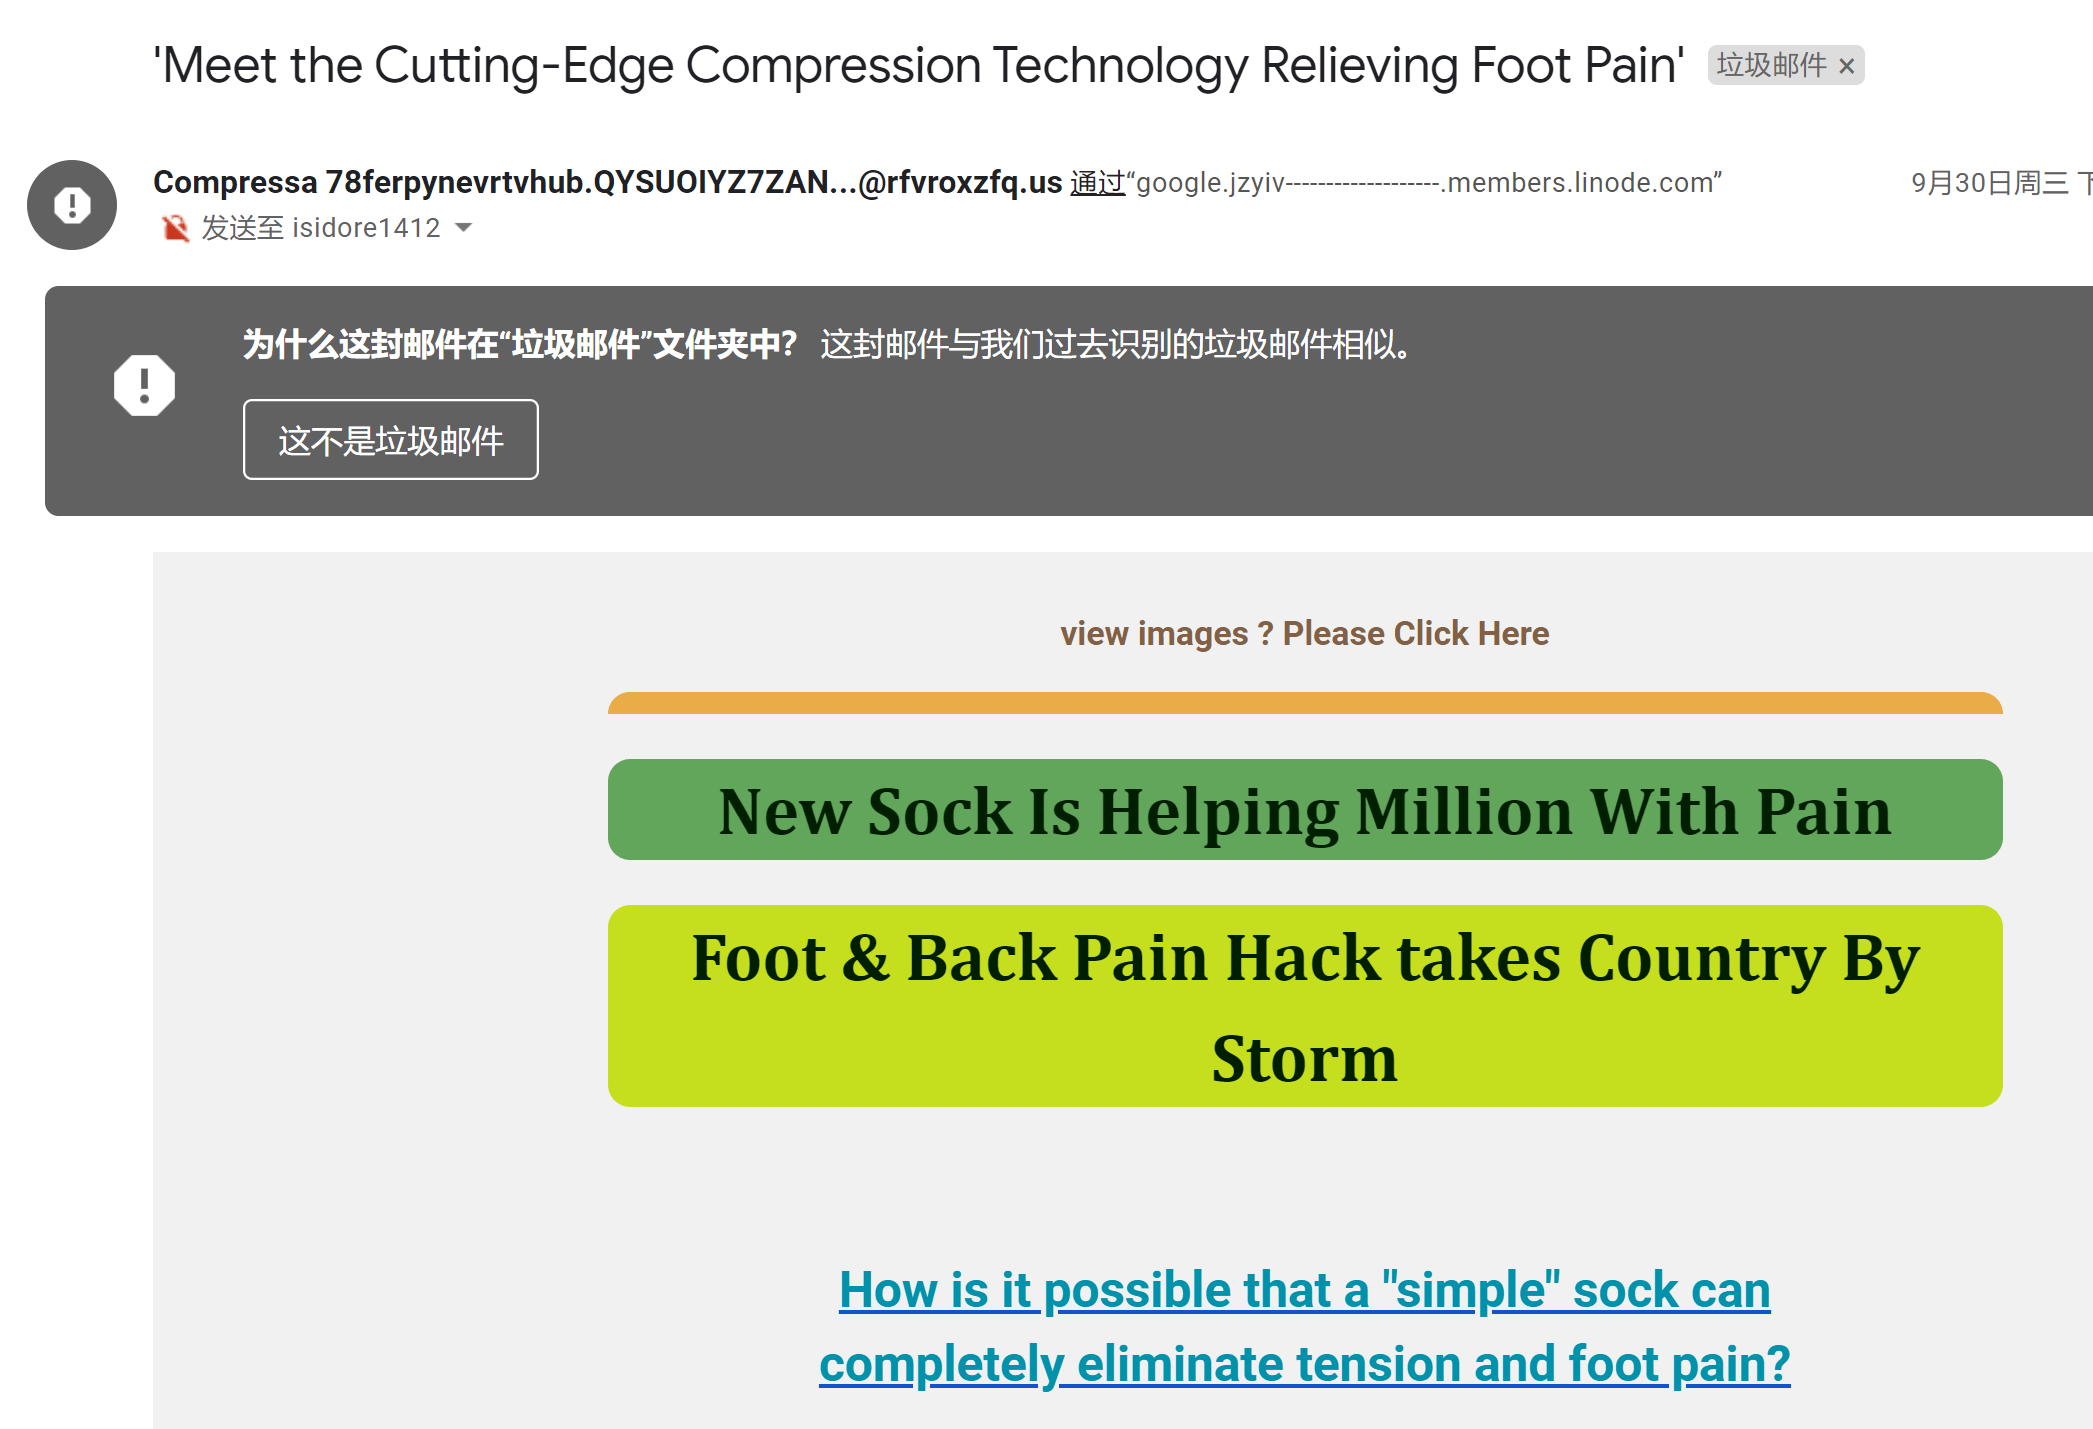 'Meet the Cutting-Edge Compression Technology Relieving Foot Pain' 垃圾邮件 ×
Compressa 78ferpynevrtvhub.QYSUOIYZ7ZAN...@rfvroxzfq.us 通过“google.jzyiv-------------------.members.linode.com” 9月30日周三 下
发送至 isidore1412
为什么这封邮件在“垃圾邮件”文件夹中？ 这封邮件与我们过去识别的垃圾邮件相似。
这不是垃圾邮件
view images ? Please Click Here
New Sock Is Helping Million With Pain
Foot & Back Pain Hack takes Country By
Storm
How is it possible that a "simple" sock can
completely eliminate tension and foot pain?